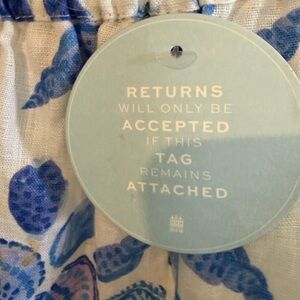 RETURNS
WILL ONLY BE
ACCEPTED
IF THIS
TAG
REMAINS
ATTACHED